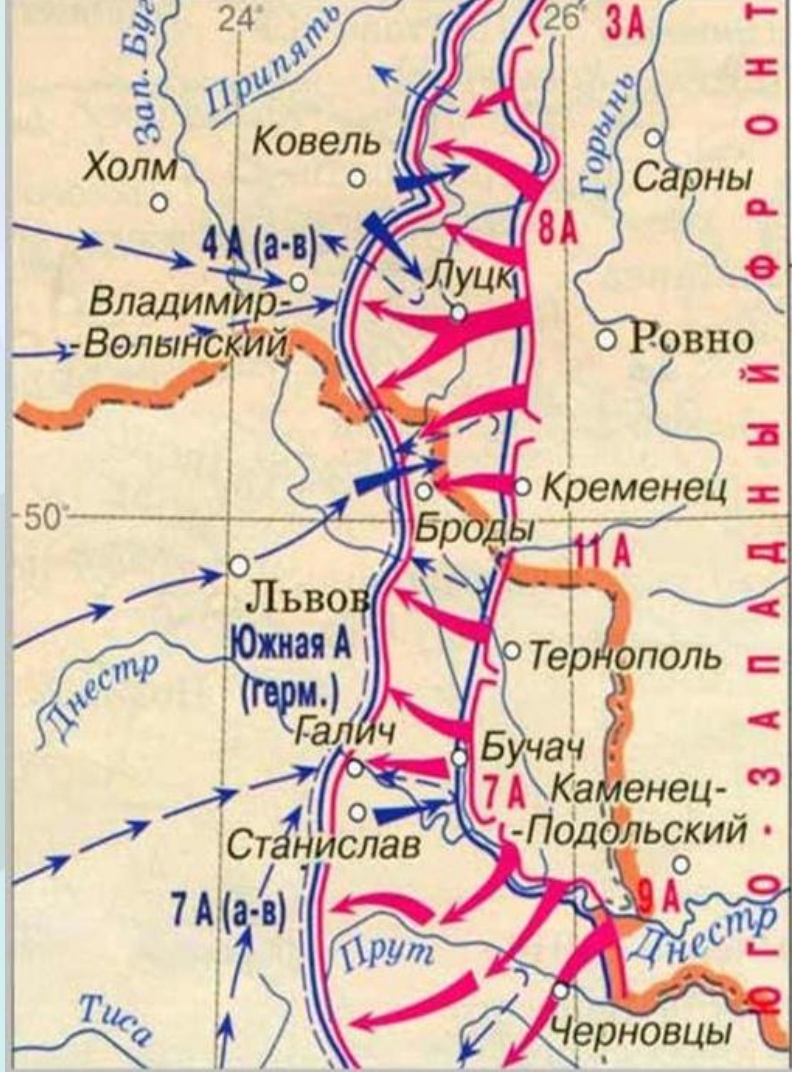 24°
26°
3А
Зап. Буг
Припять
Горынь
Ковель
Холм
Сарны
8А
4 А (а-в)
Луцк
Владимир-
-Волынский
Ровно
Кременец
50°
Броды
11 А
Львов
Южная А
(герм.)
Тернополь
Днестр
Галич
Бучач
7 А
Каменец-
-Подольский
Станислав
7 А (а-в)
9 А
Днестр
Прут
Тиса
Черновцы
ЮГО-ЗАПАДНЫЙ ФРОНТ